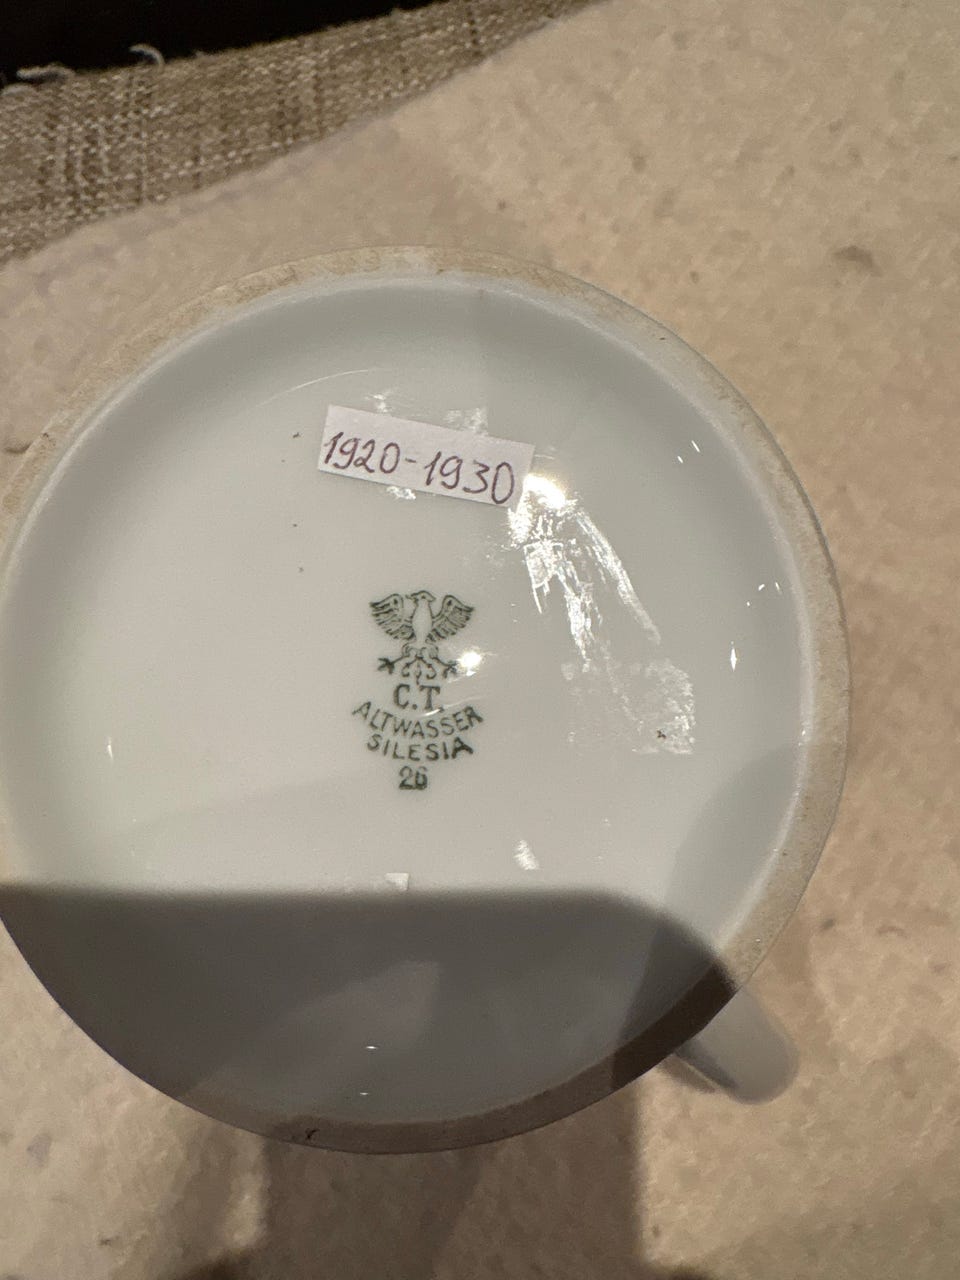 1920-1930
C.T.
ALTWASSER
SILESIA
26